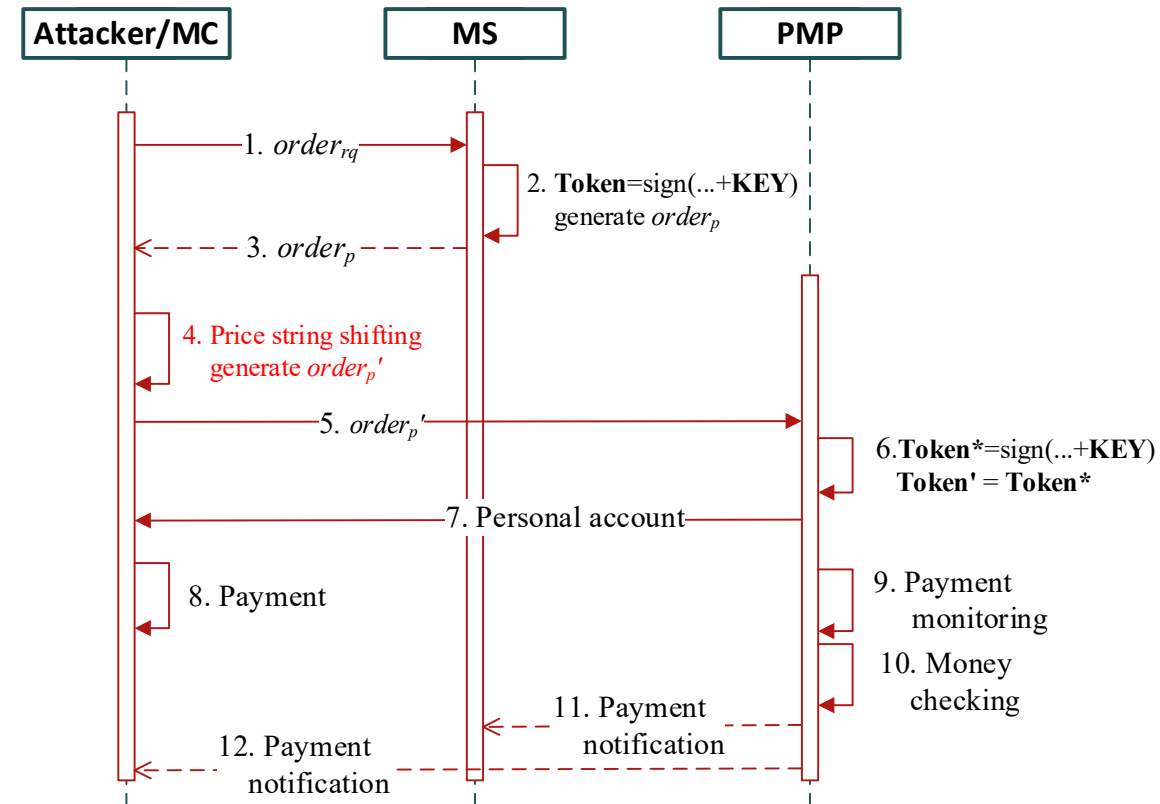 Attacker/MC
MS
PMP
1. order_rq
2. Token=sign(...+KEY)
generate order_p
3. order_p
4. Price string shifting
generate order_p'
5. order_p'
6.Token*=sign(...+KEY)
Token' = Token*
7. Personal account
8. Payment
9. Payment
monitoring
10. Money
checking
11. Payment
notification
12. Payment
notification